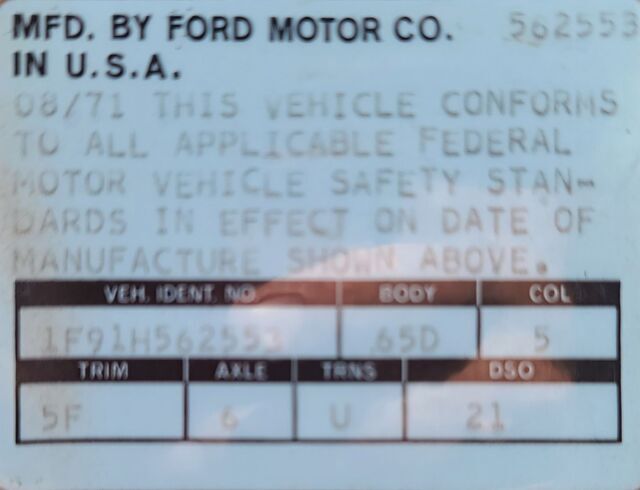 MFD. BY FORD MOTOR CO. 562553
IN U.S.A.
08/71 THIS VEHICLE CONFORMS
TO ALL APPLICABLE FEDERAL
MOTOR VEHICLE SAFETY STAN-
DARDS IN EFFECT ON DATE OF
MANUFACTURE SHOWN ABOVE.
VEH. IDENT. NO. BODY COL
1F91H562553 65D 5
TRIM AXLE TRNS DSO
5F 6 U 21